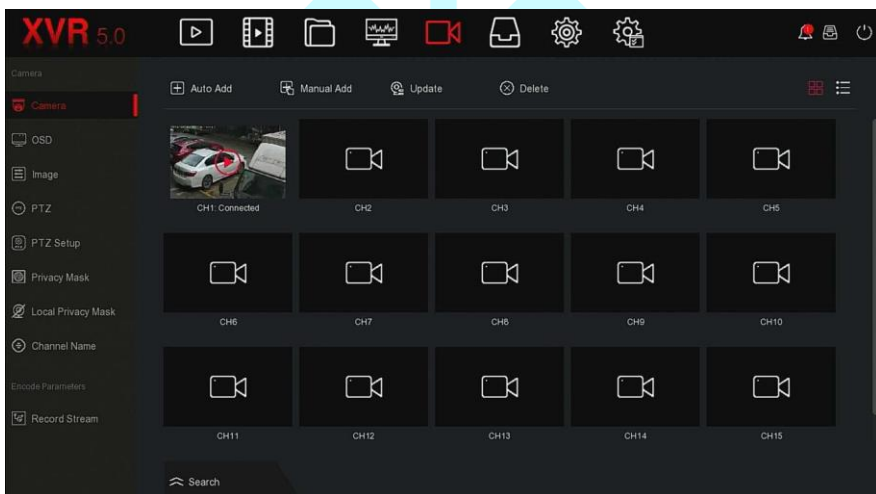 XVR 5.0
Camera
Camera
OSD
Image
PTZ
PTZ Setup
Privacy Mask
Local Privacy Mask
Channel Name
Encode Parameters
Record Stream
Auto Add
Manual Add
Update
Delete
CH1: Connected
CH2
CH3
CH4
CH5
CH6
CH7
CH8
CH9
CH10
CH11
CH12
CH13
CH14
CH15
Search